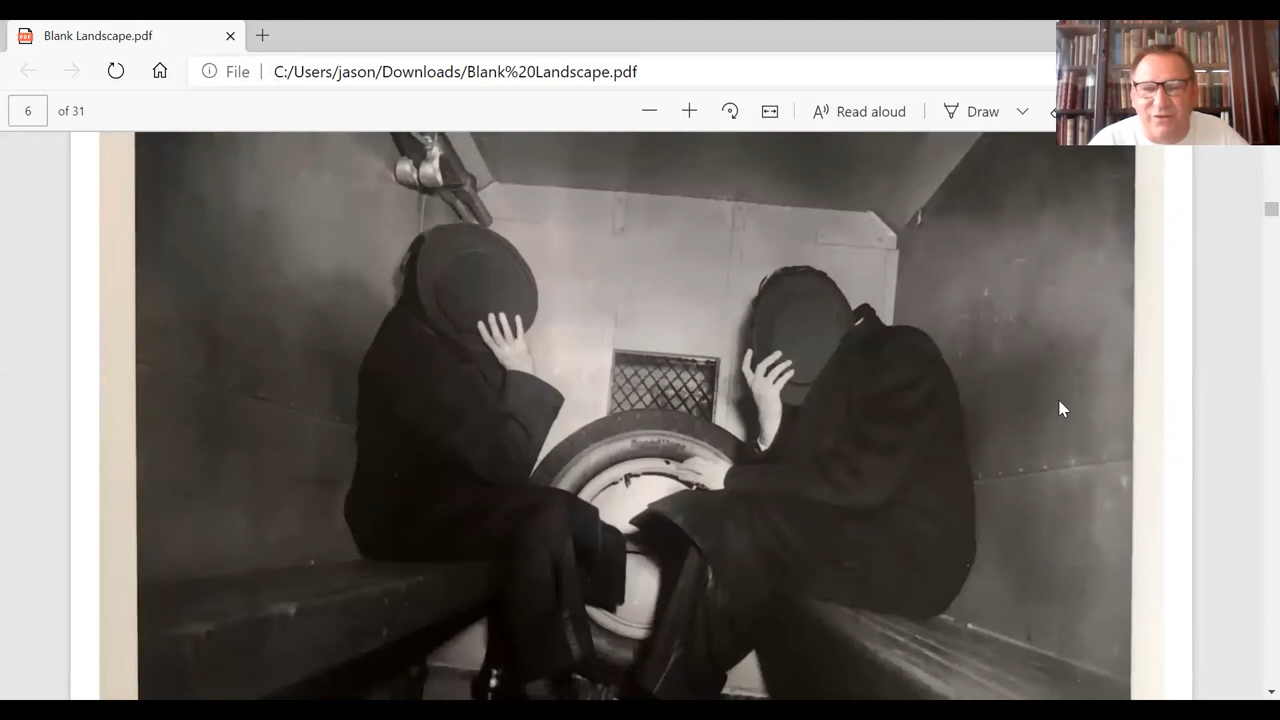 Blank Landscape.pdf
File
C:/Users/jason/Downloads/Blank%20Landscape.pdf
6
of 31
Read aloud
Draw